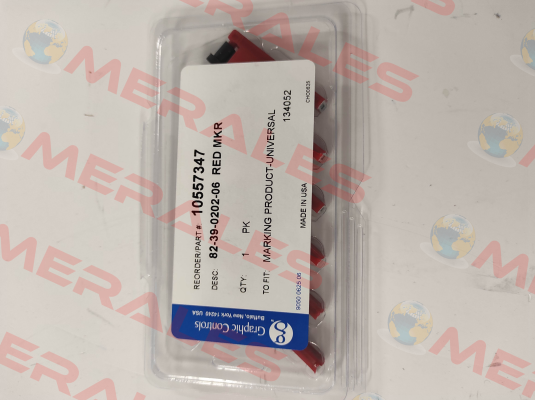 Graphic Controls
Buffalo, New York 14240 USA
REORDER/PART # 10557347
DESC: 82-39-0202-06 RED MKR
QTY: 1 PK
TO FIT: MARKING PRODUCT-UNIVERSAL
134052
MADE IN USA
MERALES
MERALES
MERALES
MERALES